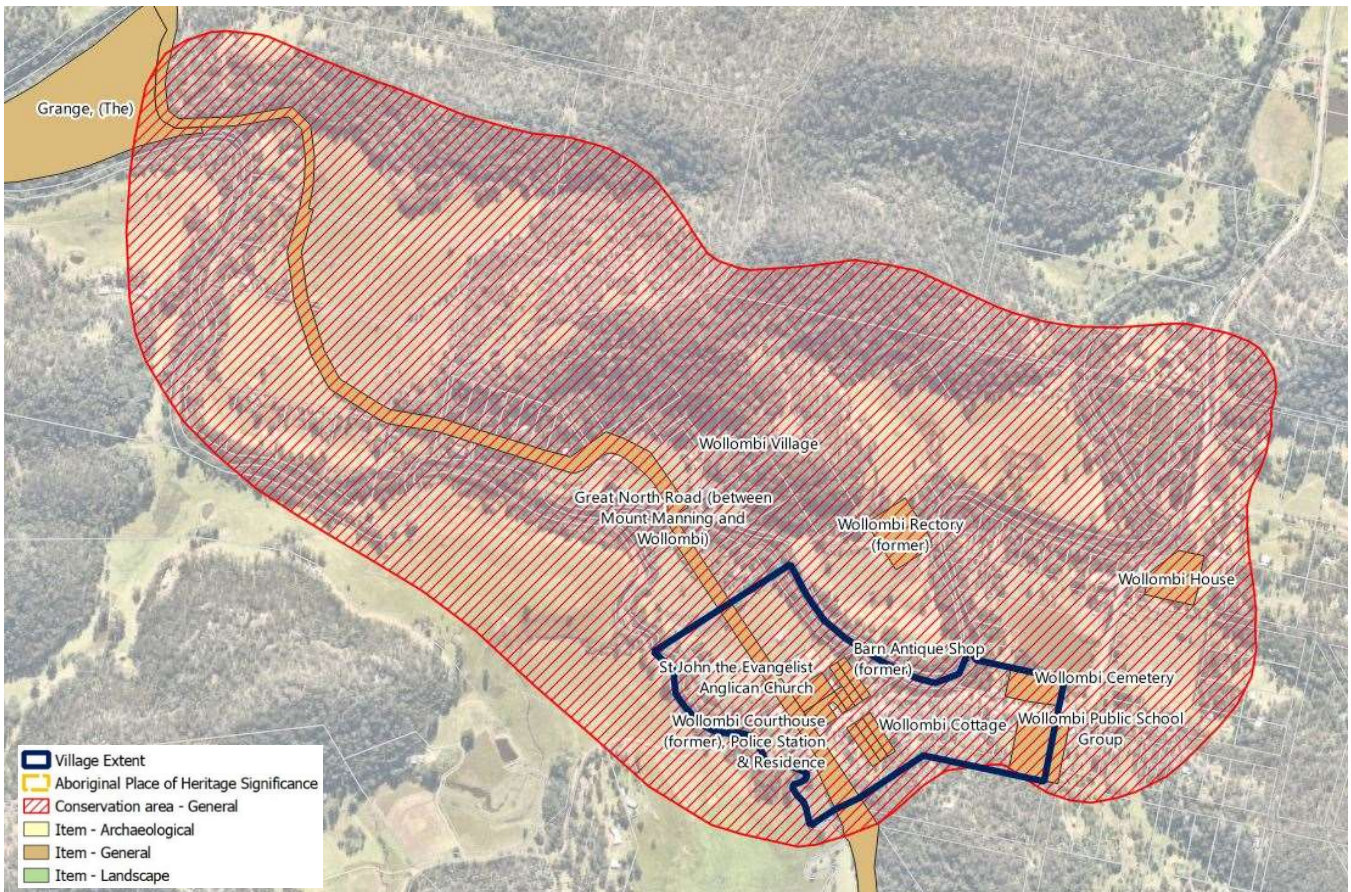 Grange, (The)
Wollombi Village
Great North Road (between
Mount Manning and
Wollombi)
Wollombi Rectory
(former)
Wollombi House
Barn Antique Shop
(former)
St John the Evangelist
Anglican Church
Wollombi Cemetery
Wollombi Courthouse
(former), Police Station
& Residence
Wollombi Cottage
Wollombi Public School
Group
Village Extent
Aboriginal Place of Heritage Significance
Conservation area - General
Item - Archaeological
Item - General
Item - Landscape